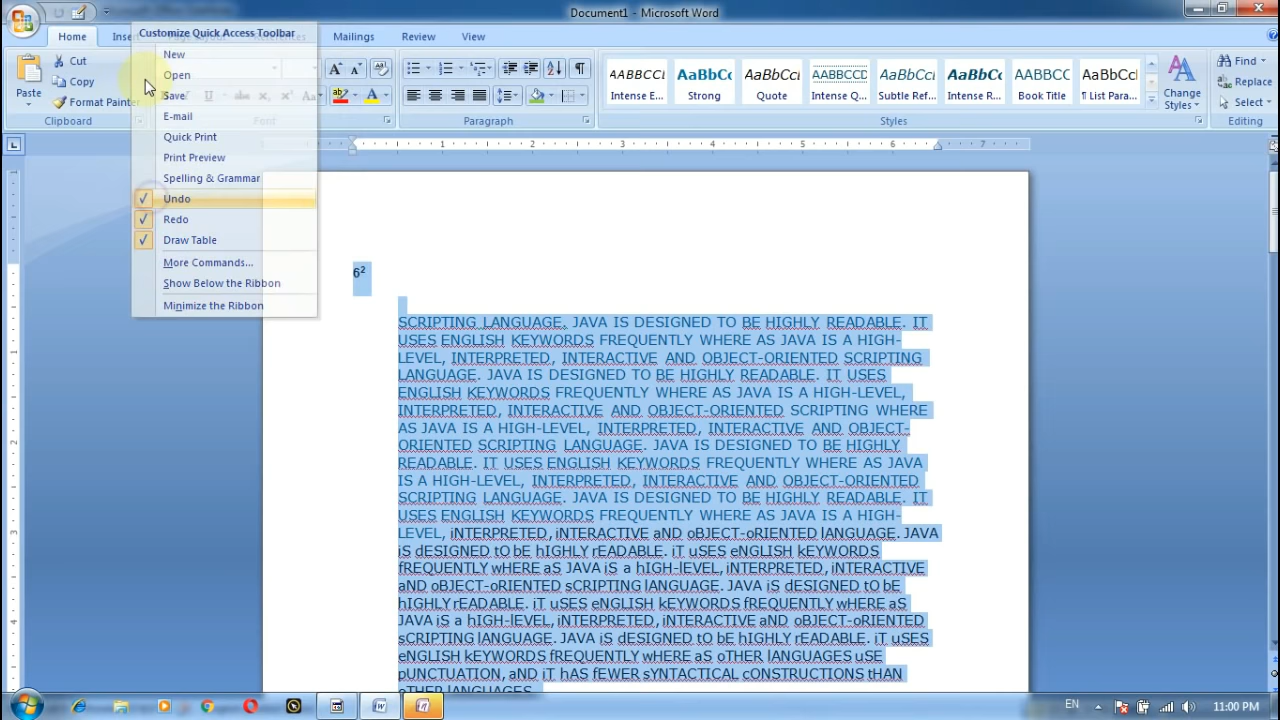 Document1 - Microsoft Word
Customize Quick Access Toolbar
New
Open
Save
E-mail
Quick Print
Print Preview
Spelling & Grammar
Undo
Redo
Draw Table
More Commands...
Show Below the Ribbon
Minimize the Ribbon
Home
Mailings
Review
View
Paste
Cut
Copy
Format Painter
Clipboard
Font
Paragraph
AaBbCcI Intense E...
AaBbCc Strong
AaBbCcI Quote
AABBCCD Intense Q...
AaBbCcI Subtle Ref...
AaBbCcI Intense R...
AABBCCI Book Title
AaBbCcI ¶ List Para...
Styles
Change Styles
Find
Replace
Select
Editing
6²
SCRIPTING LANGUAGE. JAVA IS DESIGNED TO BE HIGHLY READABLE. IT
USES ENGLISH KEYWORDS FREQUENTLY WHERE AS JAVA IS A HIGH-
LEVEL, INTERPRETED, INTERACTIVE AND OBJECT-ORIENTED SCRIPTING
LANGUAGE. JAVA IS DESIGNED TO BE HIGHLY READABLE. IT USES
ENGLISH KEYWORDS FREQUENTLY WHERE AS JAVA IS A HIGH-LEVEL,
INTERPRETED, INTERACTIVE AND OBJECT-ORIENTED SCRIPTING WHERE
AS JAVA IS A HIGH-LEVEL, INTERPRETED, INTERACTIVE AND OBJECT-
ORIENTED SCRIPTING LANGUAGE. JAVA IS DESIGNED TO BE HIGHLY
READABLE. IT USES ENGLISH KEYWORDS FREQUENTLY WHERE AS JAVA
IS A HIGH-LEVEL, INTERPRETED, INTERACTIVE AND OBJECT-ORIENTED
SCRIPTING LANGUAGE. JAVA IS DESIGNED TO BE HIGHLY READABLE. IT
USES ENGLISH KEYWORDS FREQUENTLY WHERE AS JAVA IS A HIGH-
LEVEL, iNTERPRETED, iNTERACTIVE aND oBJECT-oRIENTED lANGUAGE. JAVA
iS dESIGNED tO bE hIGHLY rEADABLE. iT uSES eNGLISH kEYWORDS
fREQUENTLY wHERE aS JAVA iS a hIGH-lEVEL, iNTERPRETED, iNTERACTIVE
aND oBJECT-oRIENTED sCRIPTING lANGUAGE. JAVA iS dESIGNED tO bE
hIGHLY rEADABLE. iT uSES eNGLISH kEYWORDS fREQUENTLY wHERE aS
JAVA iS a hIGH-lEVEL, iNTERPRETED, iNTERACTIVE aND oBJECT-oRIENTED
sCRIPTING lANGUAGE. JAVA iS dESIGNED tO bE hIGHLY rEADABLE. iT uSES
eNGLISH kEYWORDS fREQUENTLY wHERE aS oTHER lANGUAGES uSE
pUNCTUATION, aND iT hAS fEWER sYNTACTICAL cONSTRUCTIONS tHAN
oTHER lANGUAGES.
EN
11:00 PM